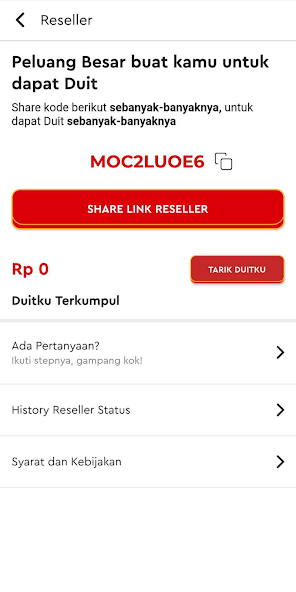 Reseller
Peluang Besar buat kamu untuk
dapat Duit
Share kode berikut sebanyak-banyaknya, untuk
dapat Duit sebanyak-banyaknya
MOC2LUOE6
SHARE LINK RESELLER
Rp 0
TARIK DUITKU
Duitku Terkumpul
Ada Pertanyaan?
Ikuti stepnya, gampang kok!
History Reseller Status
Syarat dan Kebijakan